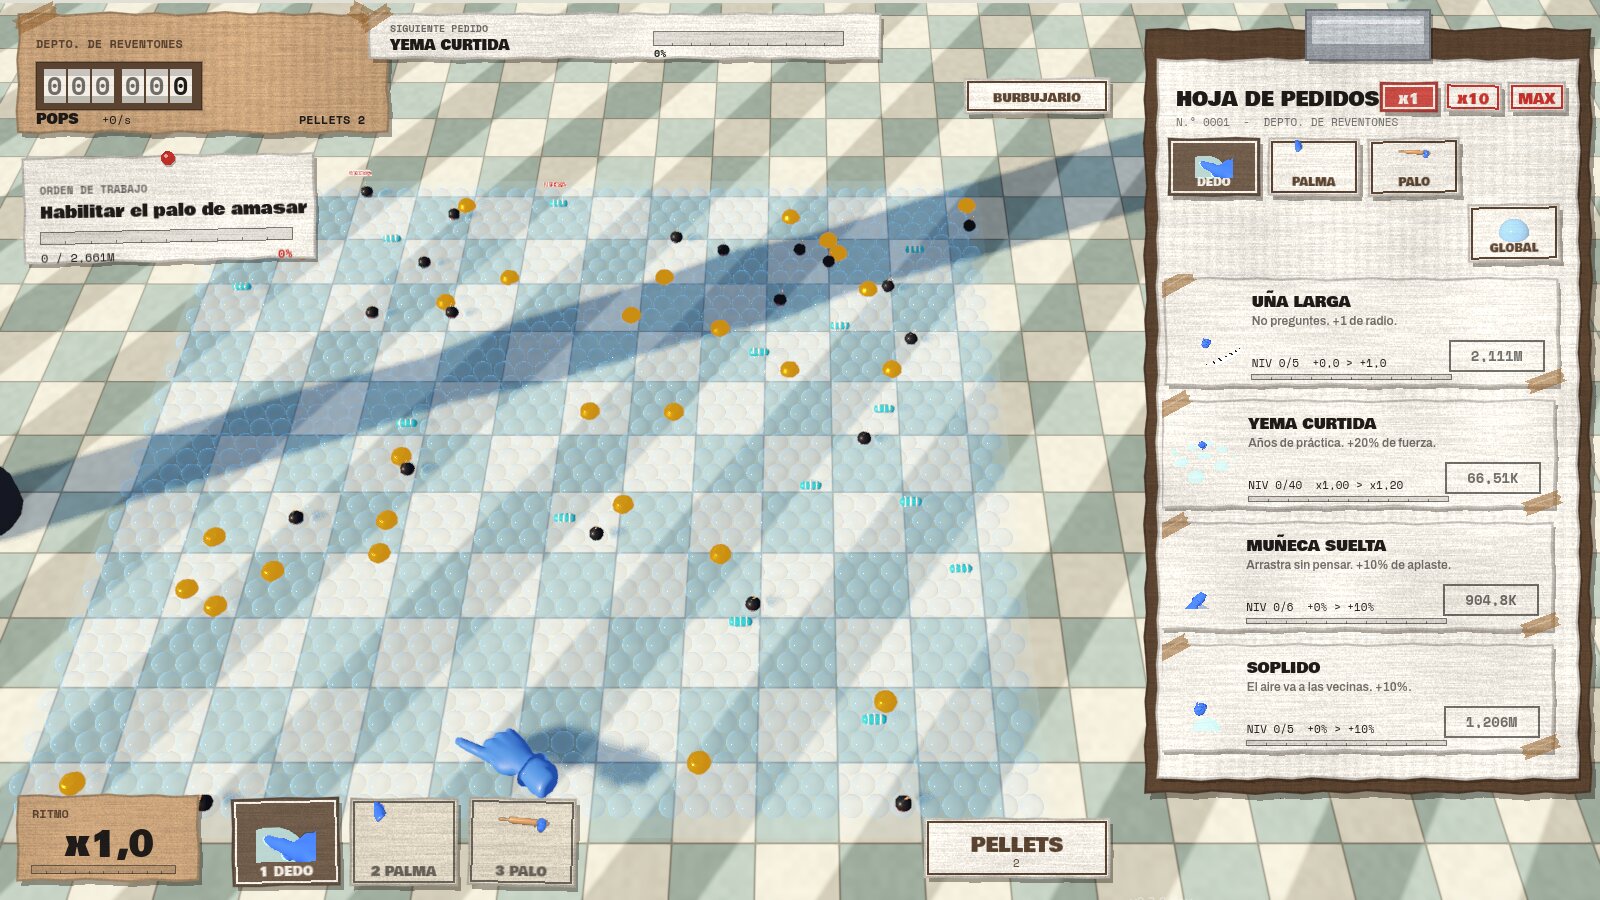 DEPTO. DE REVENTONES
000000
POPS +0/s PELLETS 2
SIGUIENTE PEDIDO
YEMA CURTIDA
0%
BURBUJARIO
ORDEN DE TRABAJO
Habilitar el palo de amasar
0 / 2,661M 0%
HOJA DE PEDIDOS x1 x10 MAX
N.° 0001 - DEPTO. DE REVENTONES
DEDO PALMA PALO
GLOBAL
UÑA LARGA
No preguntes. +1 de radio.
NIV 0/5 +0,0 > +1,0 2,111M
YEMA CURTIDA
Años de práctica. +20% de fuerza.
NIV 0/40 x1,00 > x1,20 66,51K
MUÑECA SUELTA
Arrastra sin pensar. +10% de aplaste.
NIV 0/6 +0% > +10% 904,8K
SOPLIDO
El aire va a las vecinas. +10%.
NIV 0/5 +0% > +10% 1,206M
RITMO
x1,0
1 DEDO 2 PALMA 3 PALO
PELLETS
2